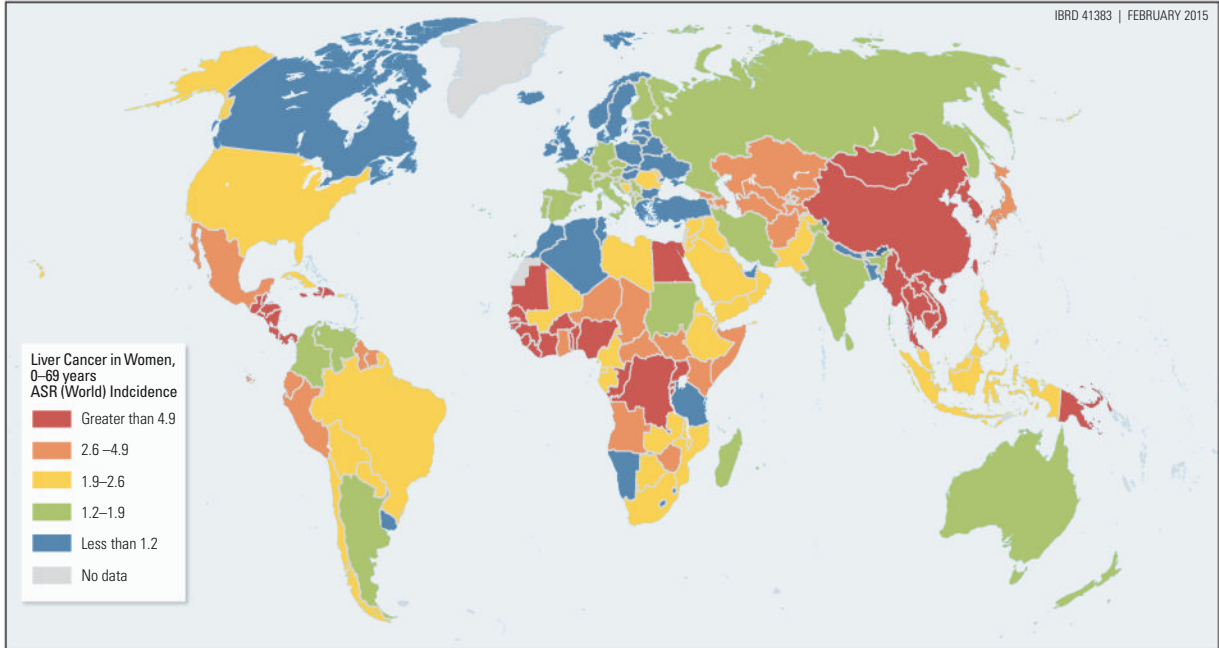 IBRD 41383 | FEBRUARY 2015
Liver Cancer in Women,
0–69 years
ASR (World) Indcidence
Greater than 4.9
2.6 –4.9
1.9–2.6
1.2–1.9
Less than 1.2
No data